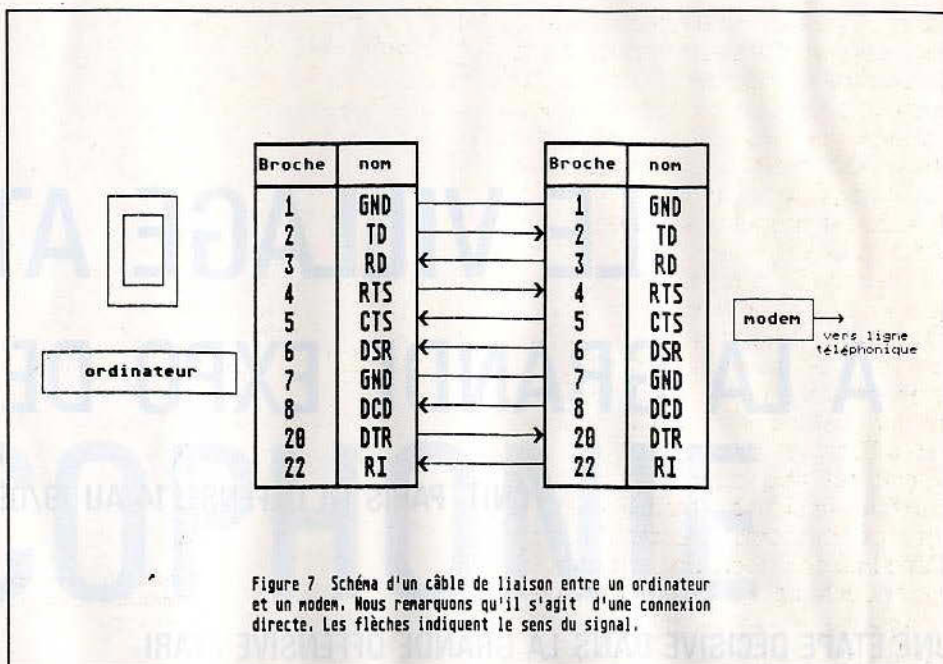 Broche nom
1 GND
2 TD
3 RD
4 RTS
5 CTS
6 DSR
7 GND
8 DCD
20 DTR
22 RI
Broche nom
1 GND
2 TD
3 RD
4 RTS
5 CTS
6 DSR
7 GND
8 DCD
20 DTR
22 RI
ordinateur
modem
vers ligne
téléphonique
Figure 7 Schéma d'un câble de liaison entre un ordinateur
et un modem. Nous remarquons qu'il s'agit d'une connexion
directe. Les flèches indiquent le sens du signal.